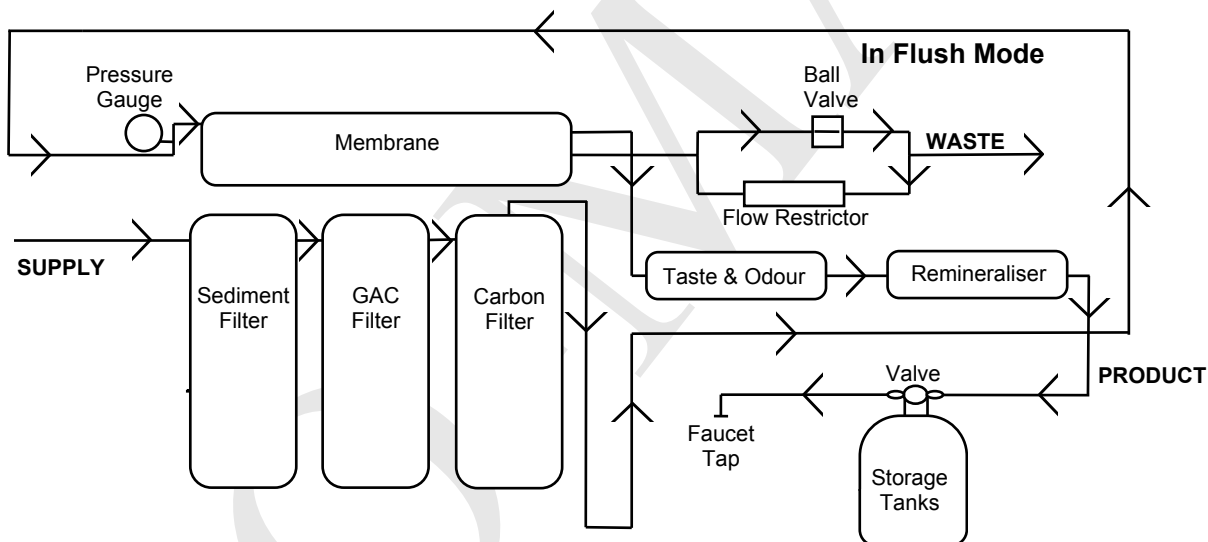 In Flush Mode
Pressure
Gauge
Ball
Valve
Membrane
WASTE
Flow Restrictor
SUPPLY
Sediment
Filter
GAC
Filter
Carbon
Filter
Taste & Odour
Remineraliser
PRODUCT
Valve
Faucet
Tap
Storage
Tanks